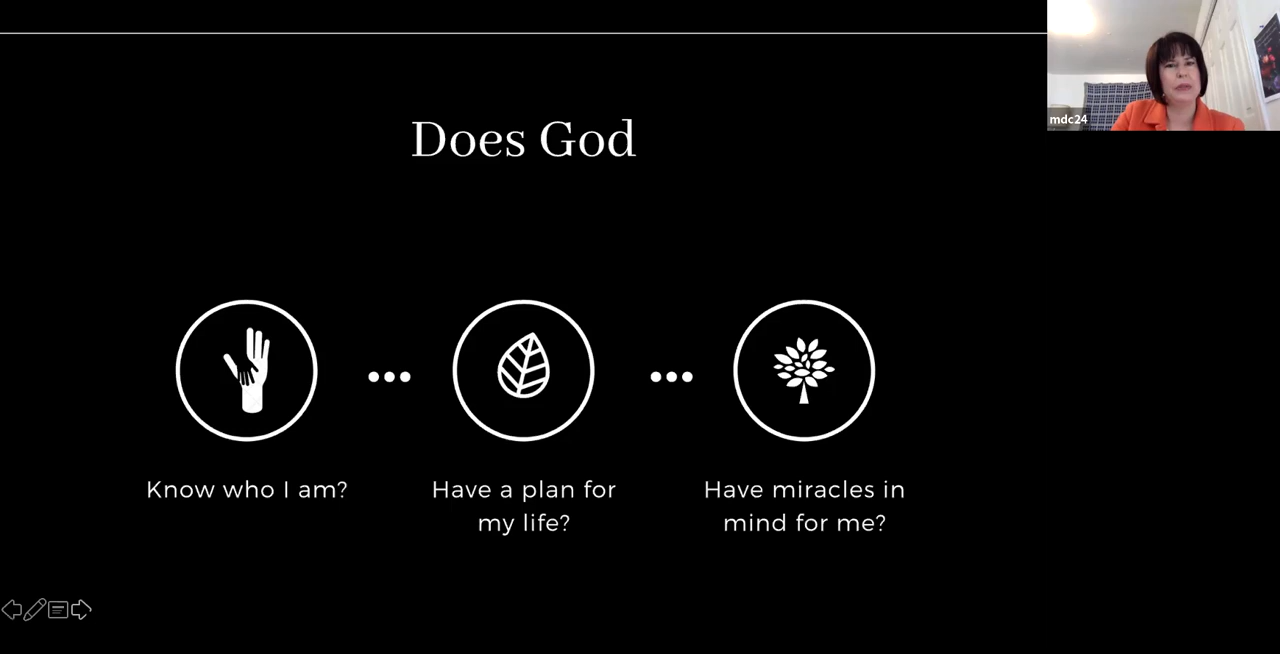 mdc24
Does God
Know who I am?
Have a plan for
my life?
Have miracles in
mind for me?